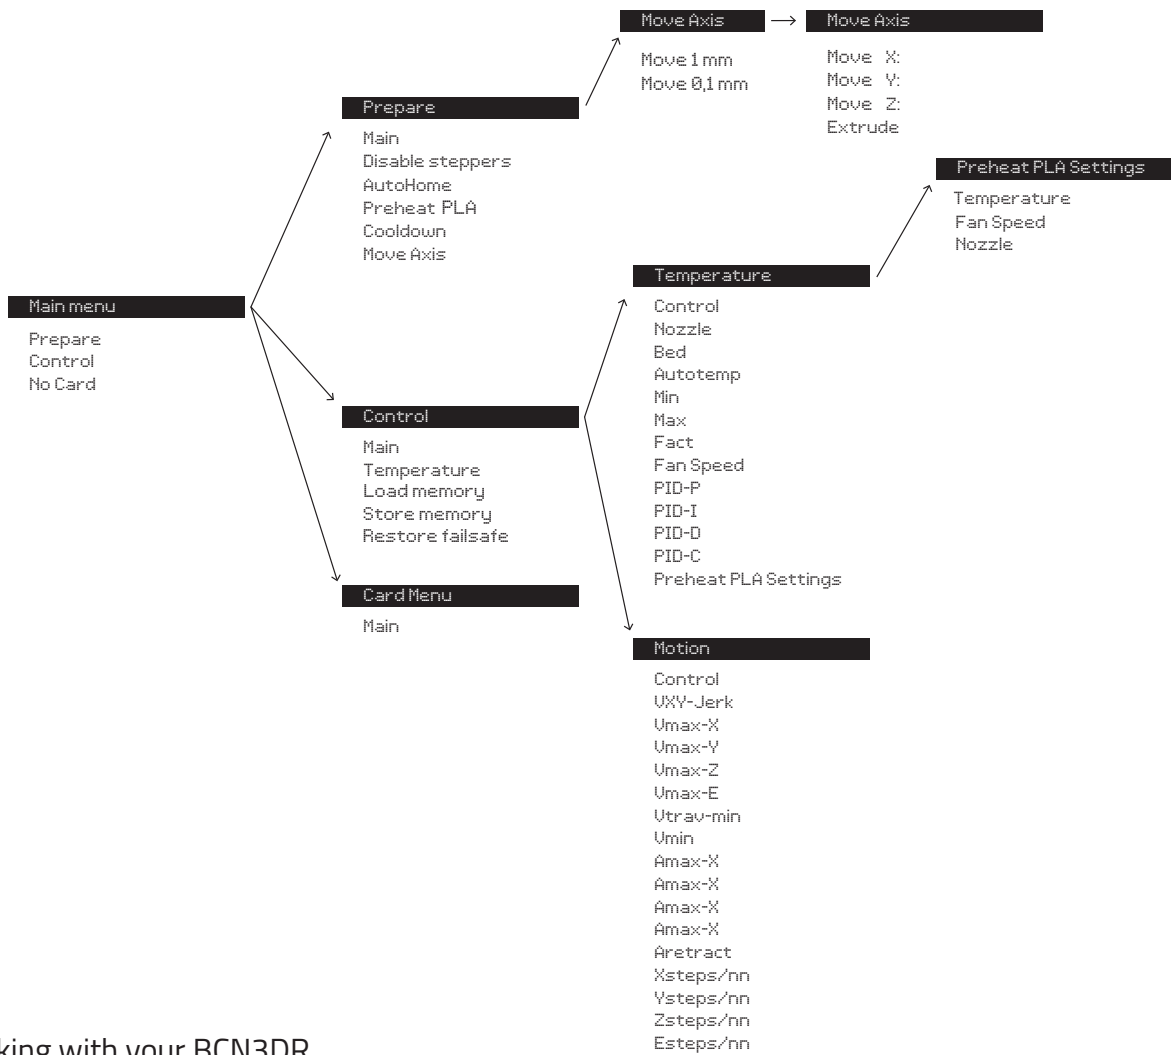 Main menu
Prepare
Control
No Card
Prepare
Main
Disable steppers
AutoHome
Preheat PLA
Cooldown
Move Axis
Move Axis
Move 1 mm
Move 0,1 mm
Move Axis
Move X:
Move Y:
Move Z:
Extrude
Control
Main
Temperature
Load memory
Store memory
Restore failsafe
Temperature
Control
Nozzle
Bed
Autotemp
Min
Max
Fact
Fan Speed
PID-P
PID-I
PID-D
PID-C
Preheat PLA Settings
Preheat PLA Settings
Temperature
Fan Speed
Nozzle
Motion
Control
VXY-Jerk
Vmax-X
Vmax-Y
Vmax-Z
Vmax-E
Vtrav-min
Vmin
Amax-X
Amax-X
Amax-X
Amax-X
Aretract
Xsteps/nn
Ysteps/nn
Zsteps/nn
Esteps/nn
Card Menu
Main
king with your BCN3DR